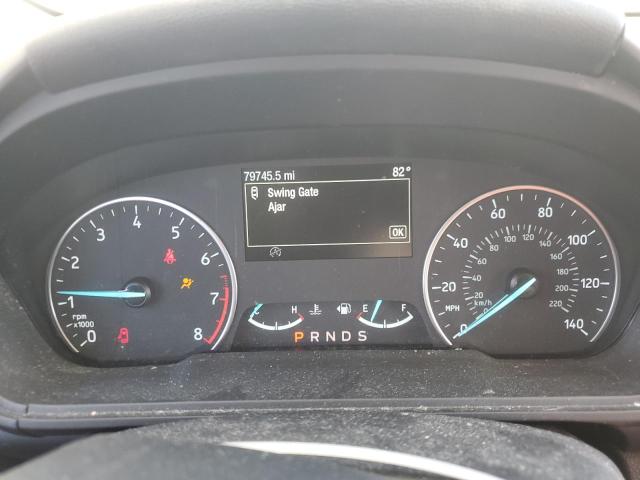 79745.5 mi 82°
Swing Gate
Ajar
OK
0 1 2 3 4 5 6 7 8
rpm
x1000
C H
E F
P R N D S
0 20 40 60 80 100 120 140
MPH
0 20 40 60 80 100 120 140 160 180 200 220
km/h